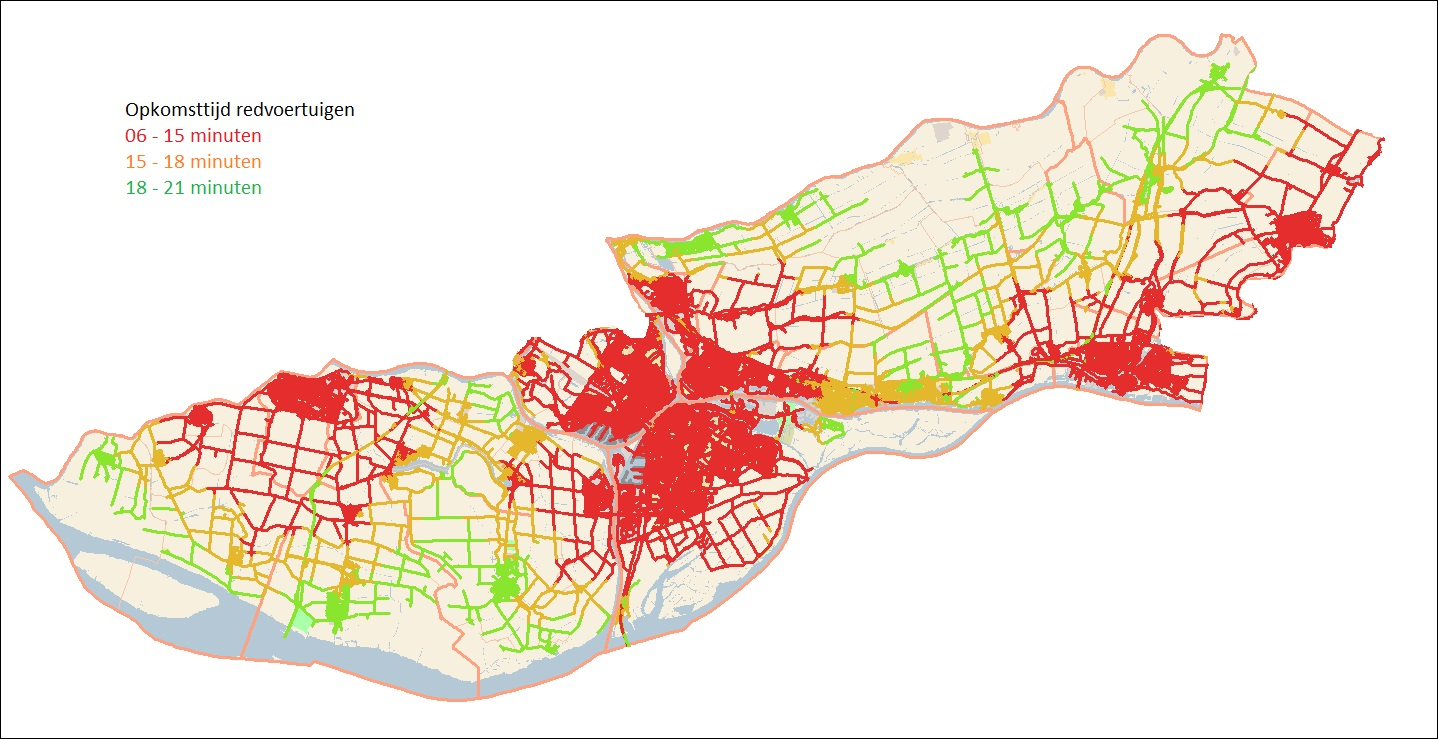 Opkomsttijd redvoertuigen
06 - 15 minuten
15 - 18 minuten
18 - 21 minuten